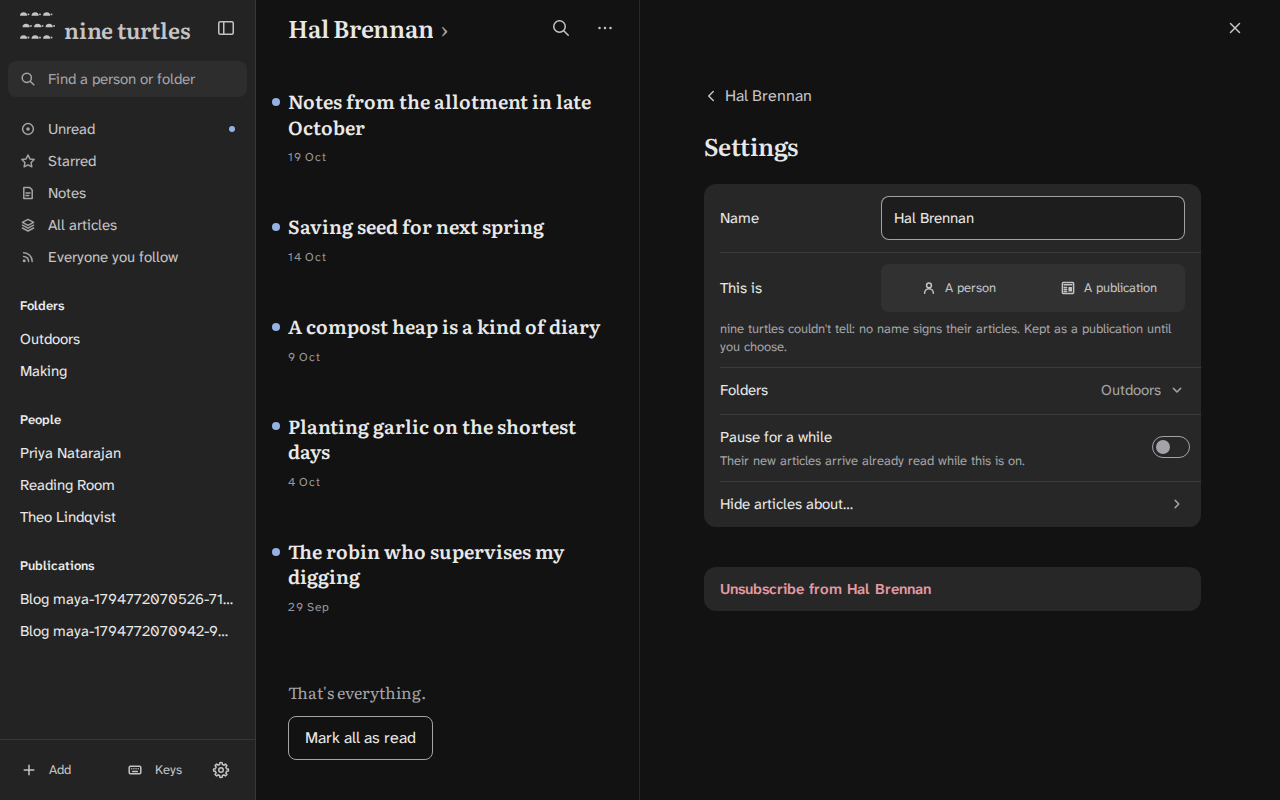 nine turtles
Find a person or folder
Unread
Starred
Notes
All articles
Everyone you follow
Folders
Outdoors
Making
People
Priya Natarajan
Reading Room
Theo Lindqvist
Publications
Blog maya-1794772070526-71...
Blog maya-1794772070942-9...
Add
Keys
Hal Brennan
Notes from the allotment in late
October
19 Oct
Saving seed for next spring
14 Oct
A compost heap is a kind of diary
9 Oct
Planting garlic on the shortest
days
4 Oct
The robin who supervises my
digging
29 Sep
That's everything.
Mark all as read
Hal Brennan
Settings
Name
Hal Brennan
This is
A person
A publication
nine turtles couldn't tell: no name signs their articles. Kept as a publication until
you choose.
Folders
Outdoors
Pause for a while
Their new articles arrive already read while this is on.
Hide articles about...
Unsubscribe from Hal Brennan